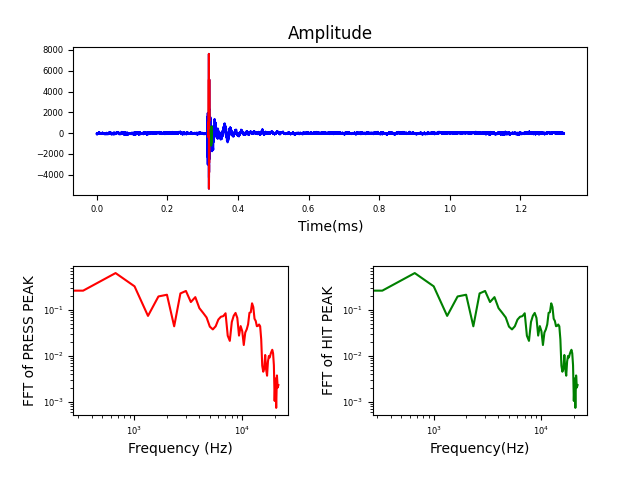 Amplitude
8000
6000
4000
2000
0
−2000
−4000
0.0 0.2 0.4 0.6 0.8 1.0 1.2
Time(ms)
FFT of PRESS PEAK
10⁻¹
10⁻²
10⁻³
10³ 10⁴
Frequency (Hz)
FFT of HIT PEAK
10⁻¹
10⁻²
10⁻³
10³ 10⁴
Frequency(Hz)